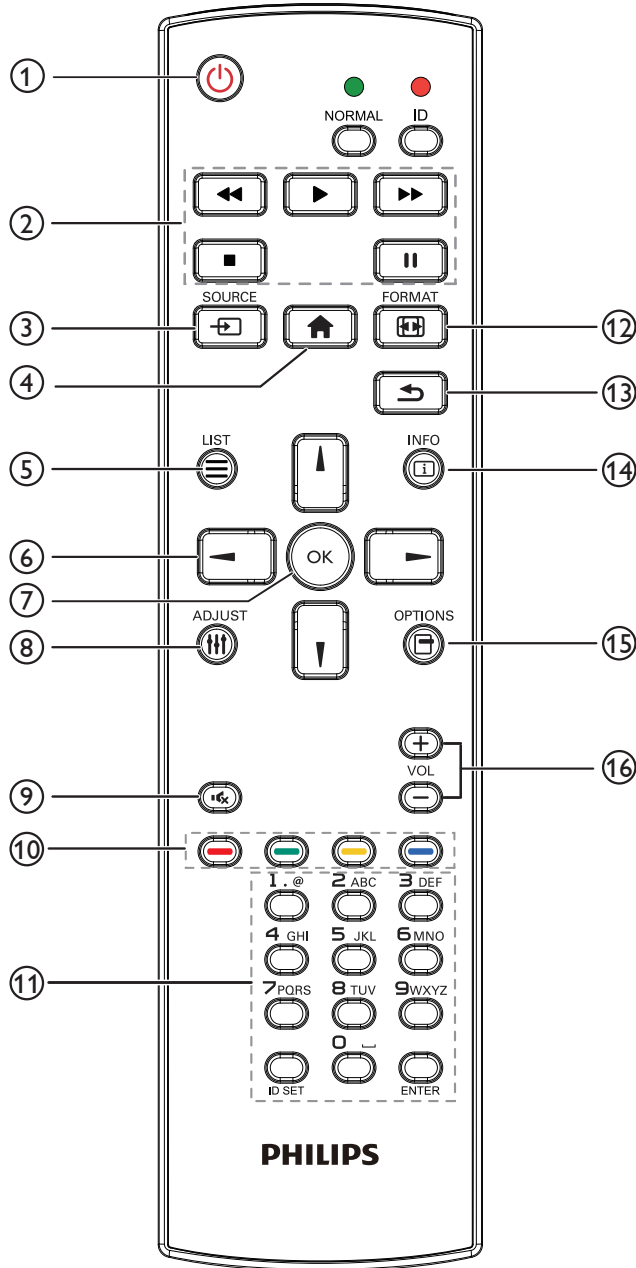 1
NORMAL ID
2
SOURCE FORMAT
3 12
4 13
LIST INFO
5 i 14
6 OK
7
ADJUST OPTIONS
8 15
+
VOL 16
9 −
10
1 . @ 2 ABC 3 DEF
4 GHI 5 JKL 6 MNO
11 7 PQRS 8 TUV 9 WXYZ
0 ⎵
ID SET ENTER
PHILIPS